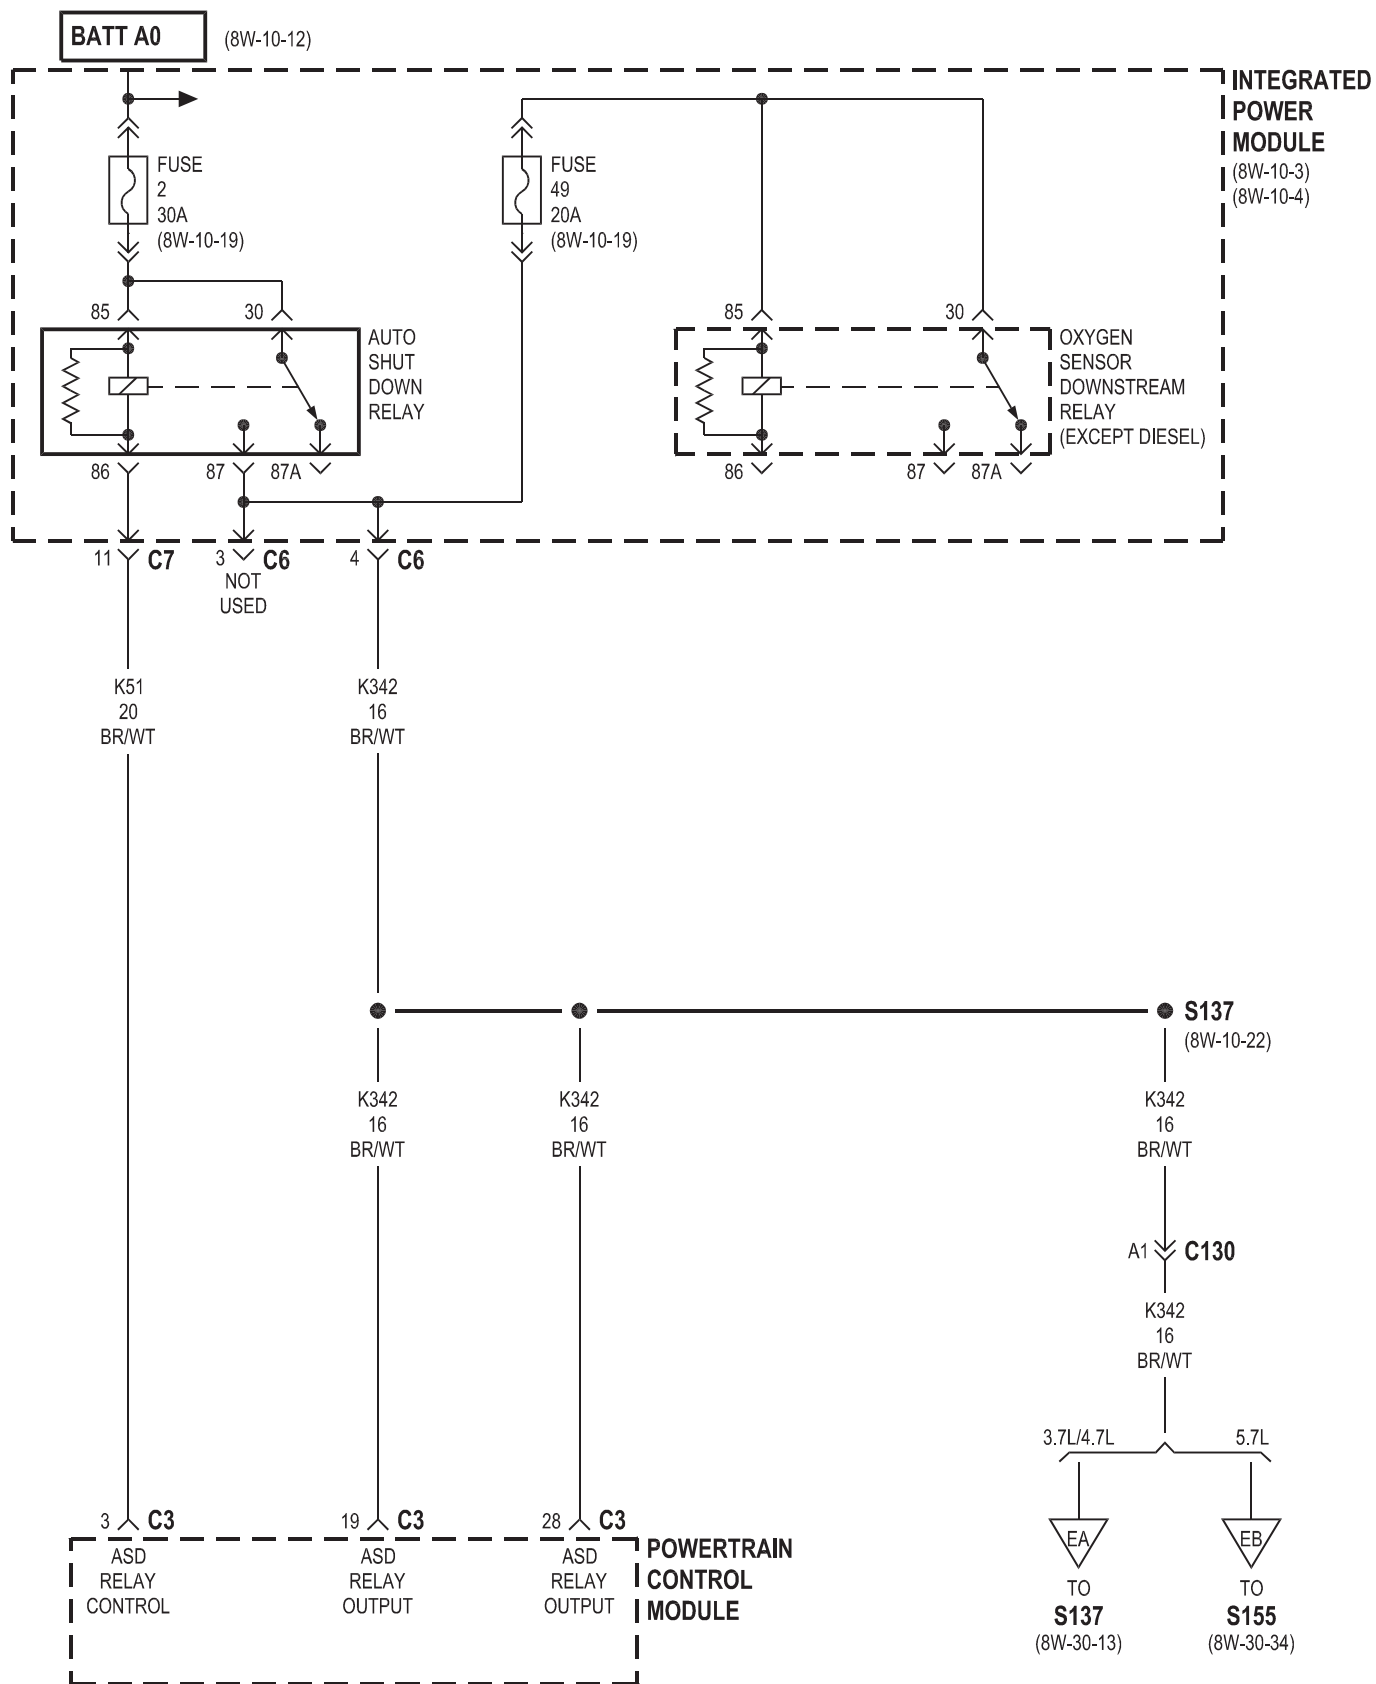 BATT A0
(8W-10-12)
INTEGRATED
POWER
MODULE
(8W-10-3)
(8W-10-4)
FUSE
2
30A
(8W-10-19)
FUSE
49
20A
(8W-10-19)
85
30
AUTO
SHUT
DOWN
RELAY
86
87
87A
85
30
OXYGEN
SENSOR
DOWNSTREAM
RELAY
(EXCEPT DIESEL)
86
87
87A
11 C7
3 C6
NOT
USED
4 C6
K51
20
BR/WT
K342
16
BR/WT
S137
(8W-10-22)
K342
16
BR/WT
K342
16
BR/WT
K342
16
BR/WT
A1 C130
K342
16
BR/WT
3.7L/4.7L
5.7L
EA
TO
S137
(8W-30-13)
EB
TO
S155
(8W-30-34)
3 C3
19 C3
28 C3
ASD
RELAY
CONTROL
ASD
RELAY
OUTPUT
ASD
RELAY
OUTPUT
POWERTRAIN
CONTROL
MODULE